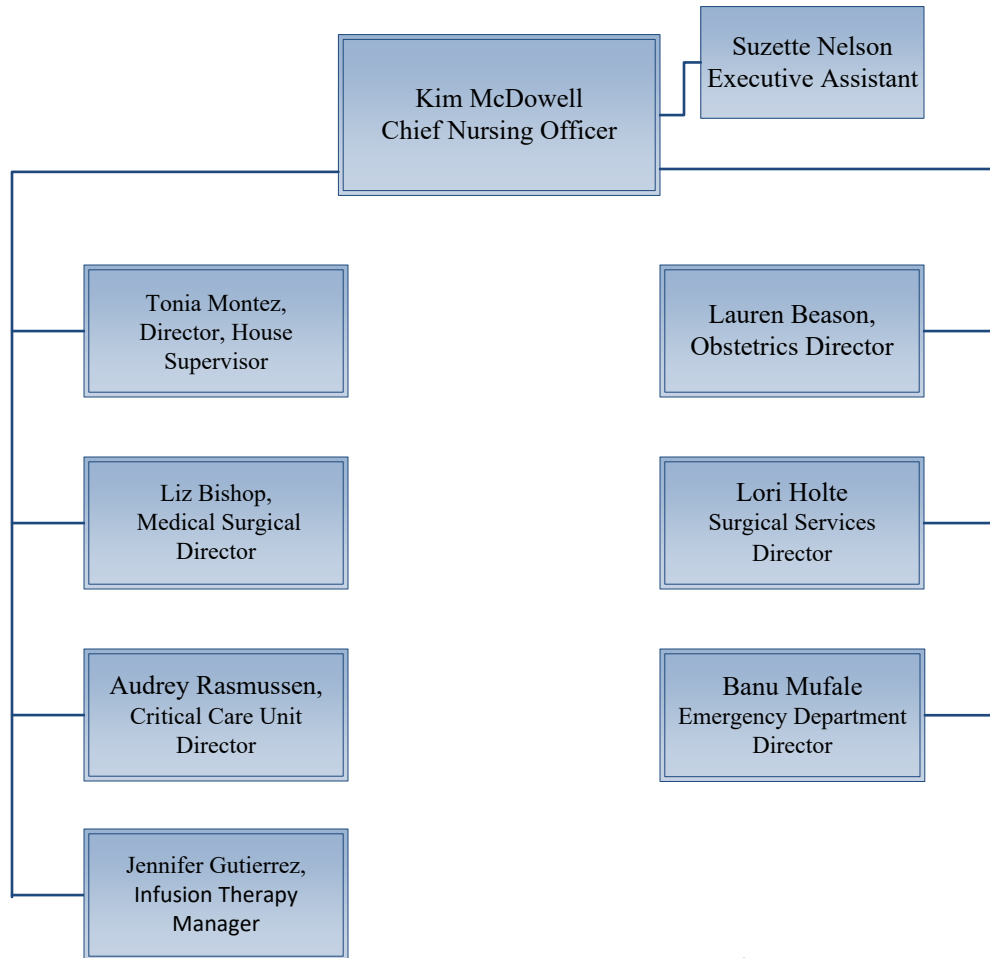 Suzette Nelson
Executive Assistant
Kim McDowell
Chief Nursing Officer
Tonia Montez,
Director, House
Supervisor
Lauren Beason,
Obstetrics Director
Liz Bishop,
Medical Surgical
Director
Lori Holte
Surgical Services
Director
Audrey Rasmussen,
Critical Care Unit
Director
Banu Mufale
Emergency Department
Director
Jennifer Gutierrez,
Infusion Therapy
Manager